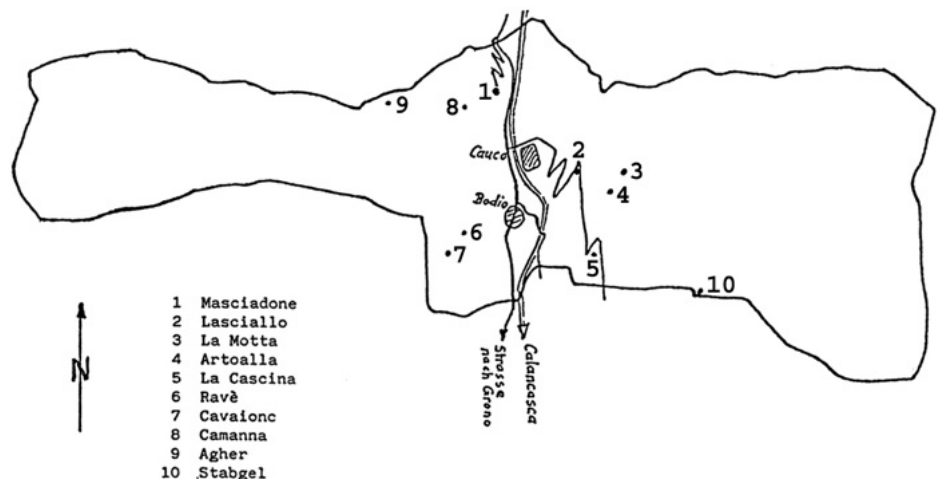 1
9
8
Cauco
2
3
4
Bodio
6
7
5
10
N
Strasse
nach Grono
Calancasca
1 Masciadone
2 Lasciallo
3 La Motta
4 Artoalla
5 La Cascina
6 Ravè
7 Cavaionc
8 Camanna
9 Agher
10 Stabgel